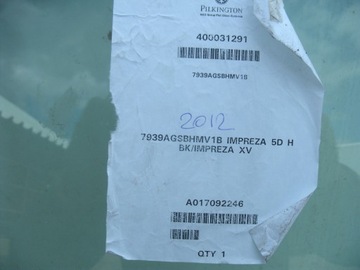 PILKINGTON
400031291
7939AGSBHMV1B
2012
7939AGSBHMV1B IMPREZA 5D H
BK/IMPREZA XV
A017092246
QTY 1